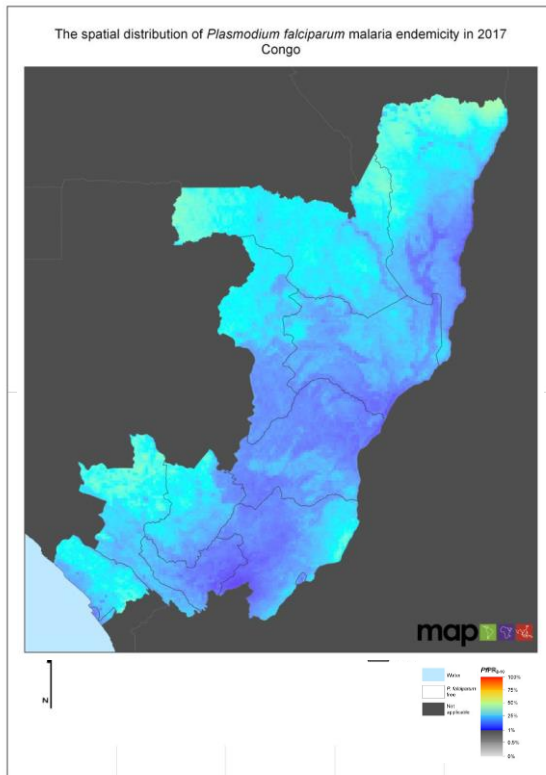 The spatial distribution of Plasmodium falciparum malaria endemicity in 2017
Congo
map
N
Water
P. falciparum
free
Not
applicable
PfPR₂₋₁₀
100%
75%
50%
25%
1%
0.5%
0%